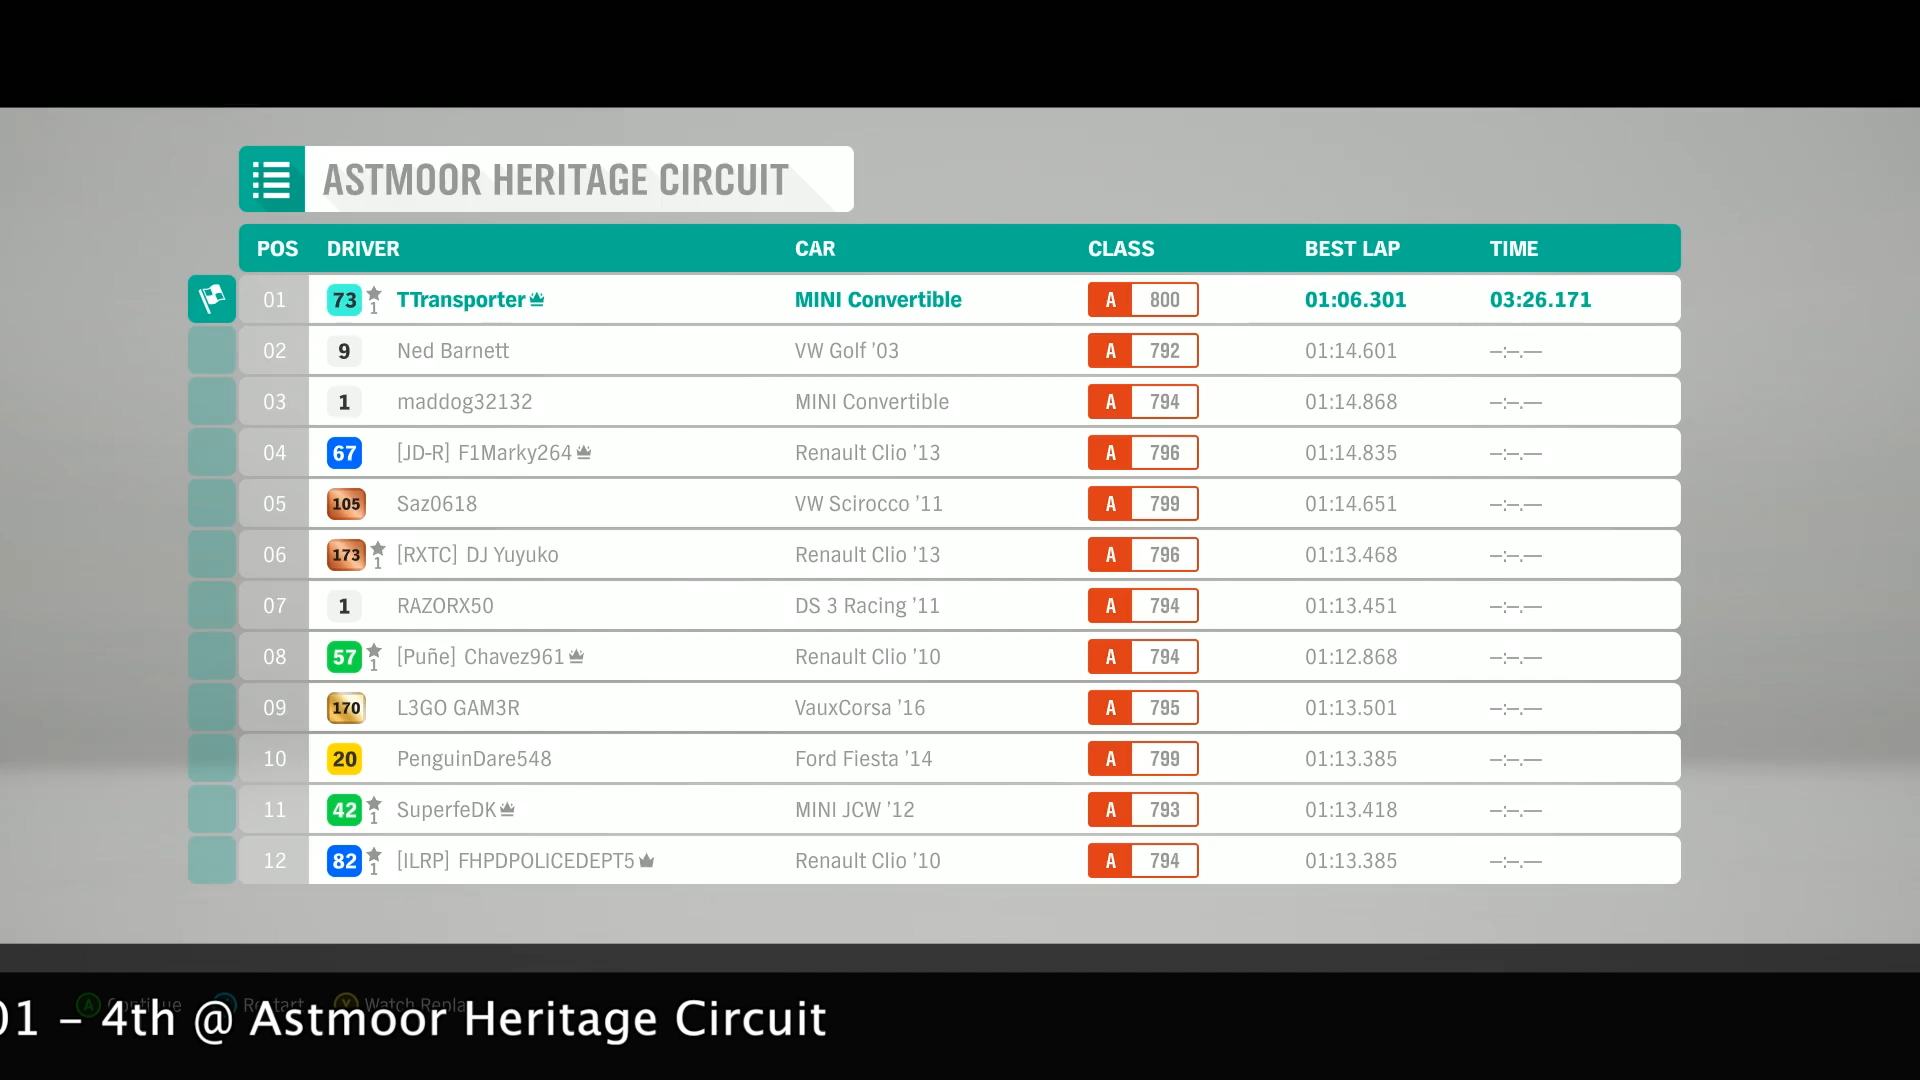 ASTMOOR HERITAGE CIRCUIT
POS DRIVER CAR CLASS BEST LAP TIME
01 73 1 TTransporter MINI Convertible A 800 01:06.301 03:26.171
02 9 Ned Barnett VW Golf ’03 A 792 01:14.601 –:–.–
03 1 maddog32132 MINI Convertible A 794 01:14.868 –:–.–
04 67 [JD-R] F1Marky264 Renault Clio ’13 A 796 01:14.835 –:–.–
05 105 Saz0618 VW Scirocco ’11 A 799 01:14.651 –:–.–
06 173 1 [RXTC] DJ Yuyuko Renault Clio ’13 A 796 01:13.468 –:–.–
07 1 RAZORX50 DS 3 Racing ’11 A 794 01:13.451 –:–.–
08 57 1 [Puñe] Chavez961 Renault Clio ’10 A 794 01:12.868 –:–.–
09 170 L3GO GAM3R VauxCorsa ’16 A 795 01:13.501 –:–.–
10 20 PenguinDare548 Ford Fiesta ’14 A 799 01:13.385 –:–.–
11 42 1 SuperfeDK MINI JCW ’12 A 793 01:13.418 –:–.–
12 82 1 [ILRP] FHPDPOLICEDEPT5 Renault Clio ’10 A 794 01:13.385 –:–.–
A Continue Restart Y Watch Replay
01 – 4th @ Astmoor Heritage Circuit